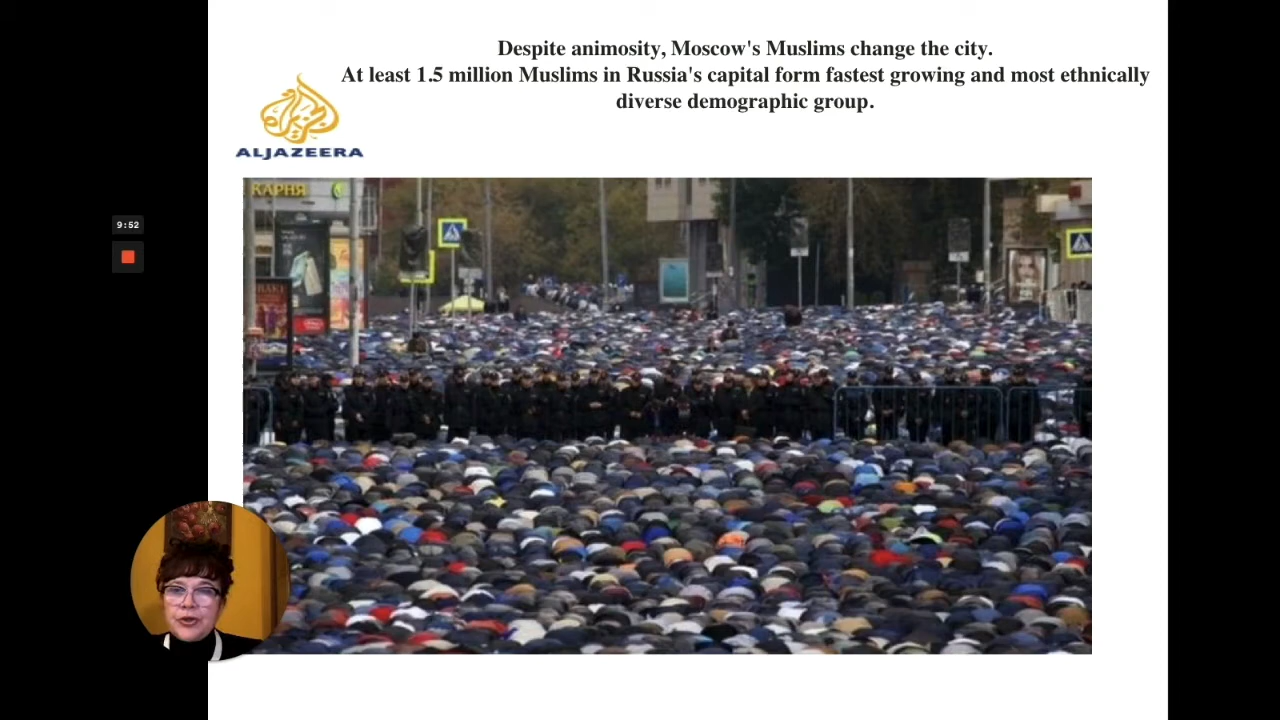 Despite animosity, Moscow's Muslims change the city.
At least 1.5 million Muslims in Russia's capital form fastest growing and most ethnically
diverse demographic group.
الجزيرة
ALJAZEERA
КАРНЯ
9:52